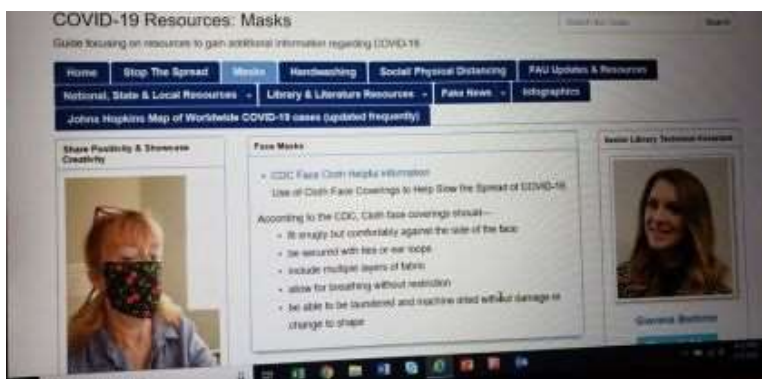 COVID-19 Resources: Masks
Guide focusing on resources to gain additional information regarding COVID-19
Search
Home Stop The Spread Masks Handwashing Social/ Physical Distancing FAU Updates & Resources
National, State & Local Resources Library & Literature Resources Fake News Infographics
Johns Hopkins Map of Worldwide COVID-19 cases (updated frequently)
Share Positivity & Showcase
Creativity
Face Masks
Senior Library Technical Assistant
CDC Face Cloth Helpful Information
Use of Cloth Face Coverings to Help Slow the Spread of COVID-19
According to the CDC, Cloth face coverings should—
fit snugly but comfortably against the side of the face
be secured with ties or ear loops
include multiple layers of fabric
allow for breathing without restriction
be able to be laundered and machine dried without damage or
change to shape